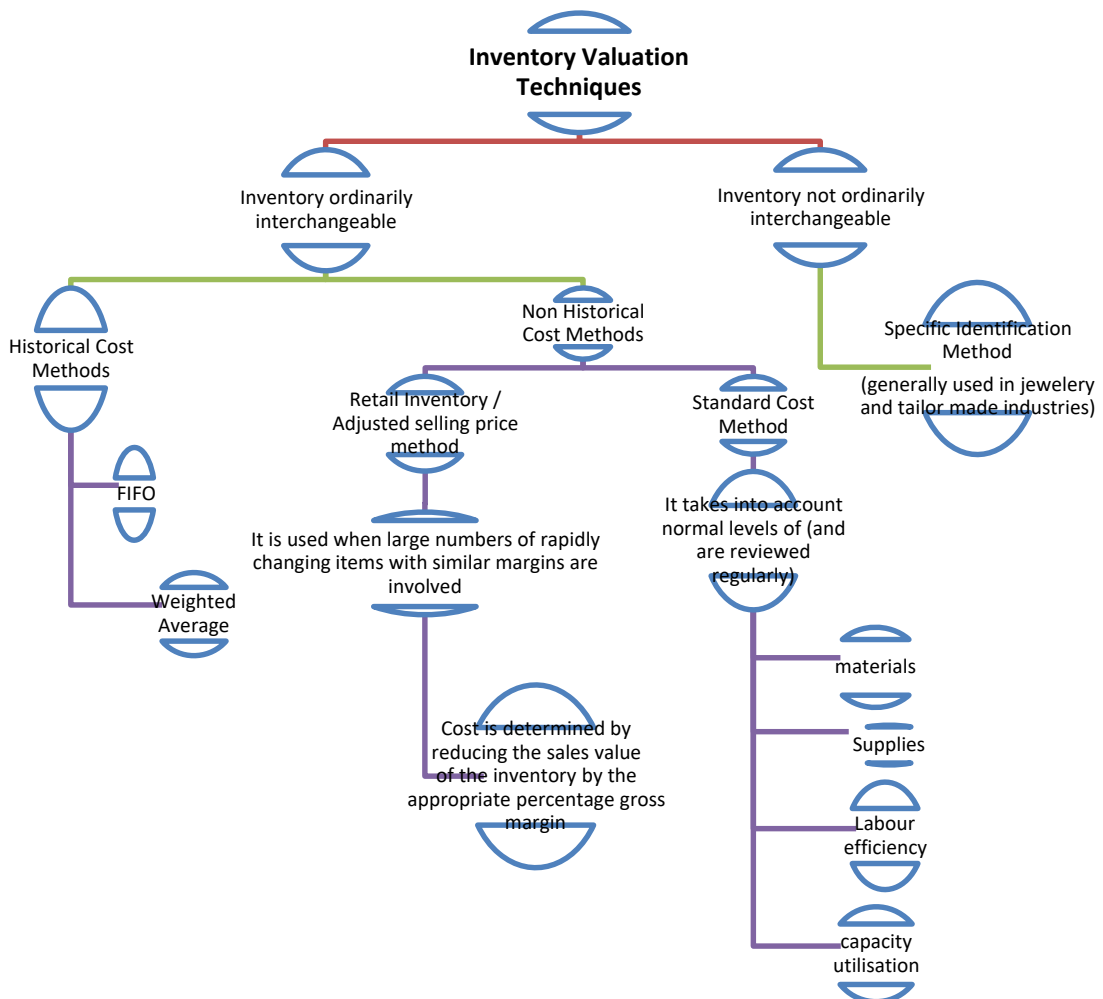 Inventory Valuation
Techniques
Inventory ordinarily
interchangeable
Inventory not ordinarily
interchangeable
Historical Cost
Methods
Non Historical
Cost Methods
Specific Identification
Method
(generally used in jewelery
and tailor made industries)
FIFO
Weighted
Average
Retail Inventory /
Adjusted selling price
method
Standard Cost
Method
It is used when large numbers of rapidly
changing items with similar margins are
involved
It takes into account
normal levels of (and
are reviewed
regularly)
Cost is determined by
reducing the sales value
of the inventory by the
appropriate percentage gross
margin
materials
Supplies
Labour
efficiency
capacity
utilisation